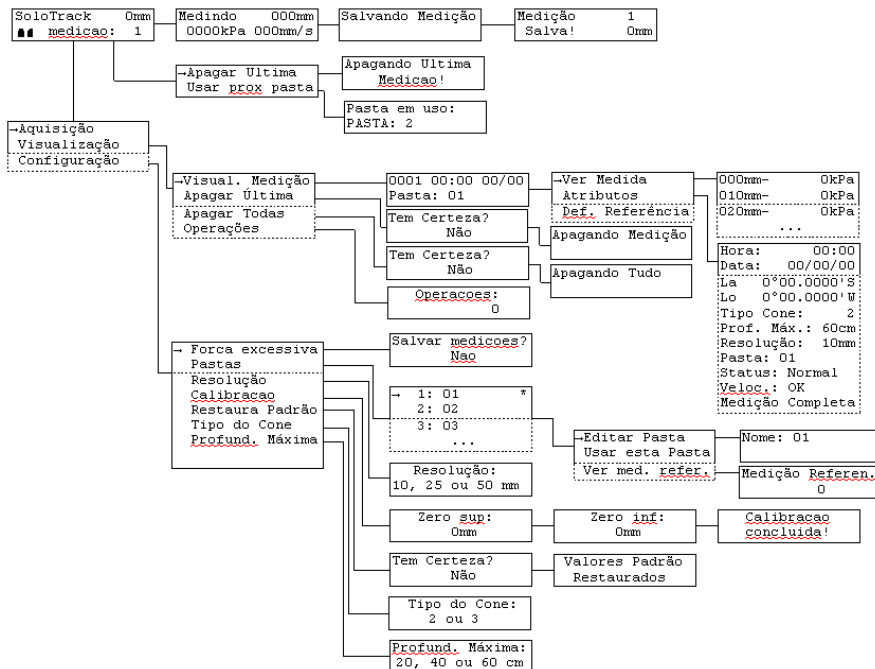 SoloTrack 0mm
medicao: 1
Medindo 000mm
0000kPa 000mm/s
Salvando Medição
Medição 1
Salva! 0mm
→Apagar Ultima
Usar prox pasta
Apagando Ultima
Medicao!
Pasta em uso:
PASTA: 2
→Aquisição
Visualização
Configuração
→Visual. Medição
Apagar Última
Apagar Todas
Operações
0001 00:00 00/00
Pasta: 01
→Ver Medida
Atributos
Def. Referência
000mm- 0kPa
010mm- 0kPa
020mm- 0kPa
...
Tem Certeza?
Não
Apagando Medição
Tem Certeza?
Não
Apagando Tudo
Operacoes:
0
Hora: 00:00
Data: 00/00/00
La 0°00.0000'S
Lo 0°00.0000'W
Tipo Cone: 2
Prof. Máx.: 60cm
Resolução: 10mm
Pasta: 01
Status: Normal
Veloc.: OK
Medição Completa
→ Forca excessiva
Pastas
Resolução
Calibracao
Restaura Padrão
Tipo do Cone
Profund. Máxima
Salvar medicoes?
Nao
→ 1: 01 *
2: 02
3: 03
...
→Editar Pasta
Usar esta Pasta
Ver med. refer.
Nome: 01
Medição Referen.
0
Resolução:
10, 25 ou 50 mm
Zero sup:
0mm
Zero inf:
0mm
Calibracao
concluida!
Tem Certeza?
Não
Valores Padrão
Restaurados
Tipo do Cone:
2 ou 3
Profund. Máxima:
20, 40 ou 60 cm